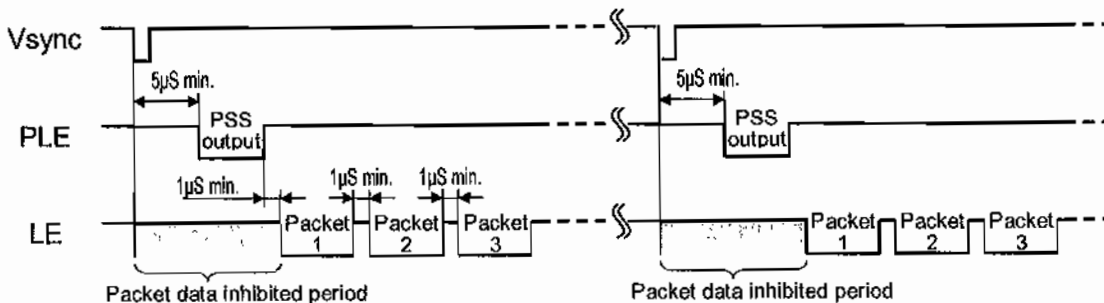 Vsync
5µS min.
5µS min.
PLE
PSS
output
PSS
output
1µS min.
1µS min.
1µS min.
LE
Packet
1
Packet
2
Packet
3
Packet
1
Packet
2
Packet
3
Packet data inhibited period
Packet data inhibited period